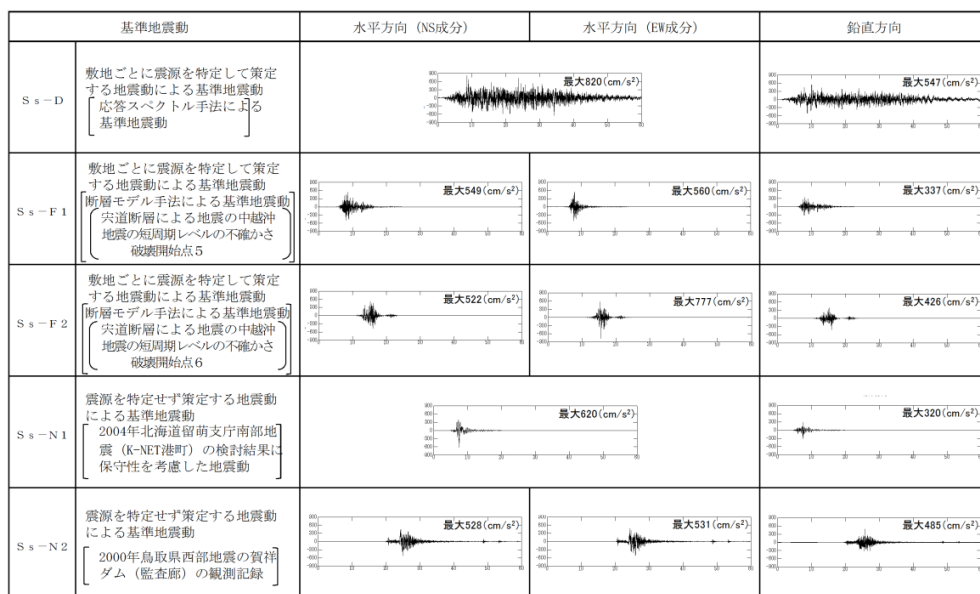 基準地震動
水平方向（NS成分）
水平方向（EW成分）
鉛直方向
Ｓｓ－Ｄ
敷地ごとに震源を特定して策定
する地震動による基準地震動
応答スペクトル手法による
基準地震動
最大820(cm/s²)
最大547(cm/s²)
Ｓｓ－Ｆ１
敷地ごとに震源を特定して策定
する地震動による基準地震動
断層モデル手法による基準地震動
宍道断層による地震の中越沖
地震の短周期レベルの不確かさ
破壊開始点５
最大549(cm/s²)
最大560(cm/s²)
最大337(cm/s²)
Ｓｓ－Ｆ２
敷地ごとに震源を特定して策定
する地震動による基準地震動
断層モデル手法による基準地震動
宍道断層による地震の中越沖
地震の短周期レベルの不確かさ
破壊開始点６
最大522(cm/s²)
最大777(cm/s²)
最大426(cm/s²)
Ｓｓ－Ｎ１
震源を特定せず策定する地震動
による基準地震動
2004年北海道留萌支庁南部地
震（K-NET港町）の検討結果に
保守性を考慮した地震動
最大620(cm/s²)
最大320(cm/s²)
Ｓｓ－Ｎ２
震源を特定せず策定する地震動
による基準地震動
2000年鳥取県西部地震の賀祥
ダム（監査廊）の観測記録
最大528(cm/s²)
最大531(cm/s²)
最大485(cm/s²)